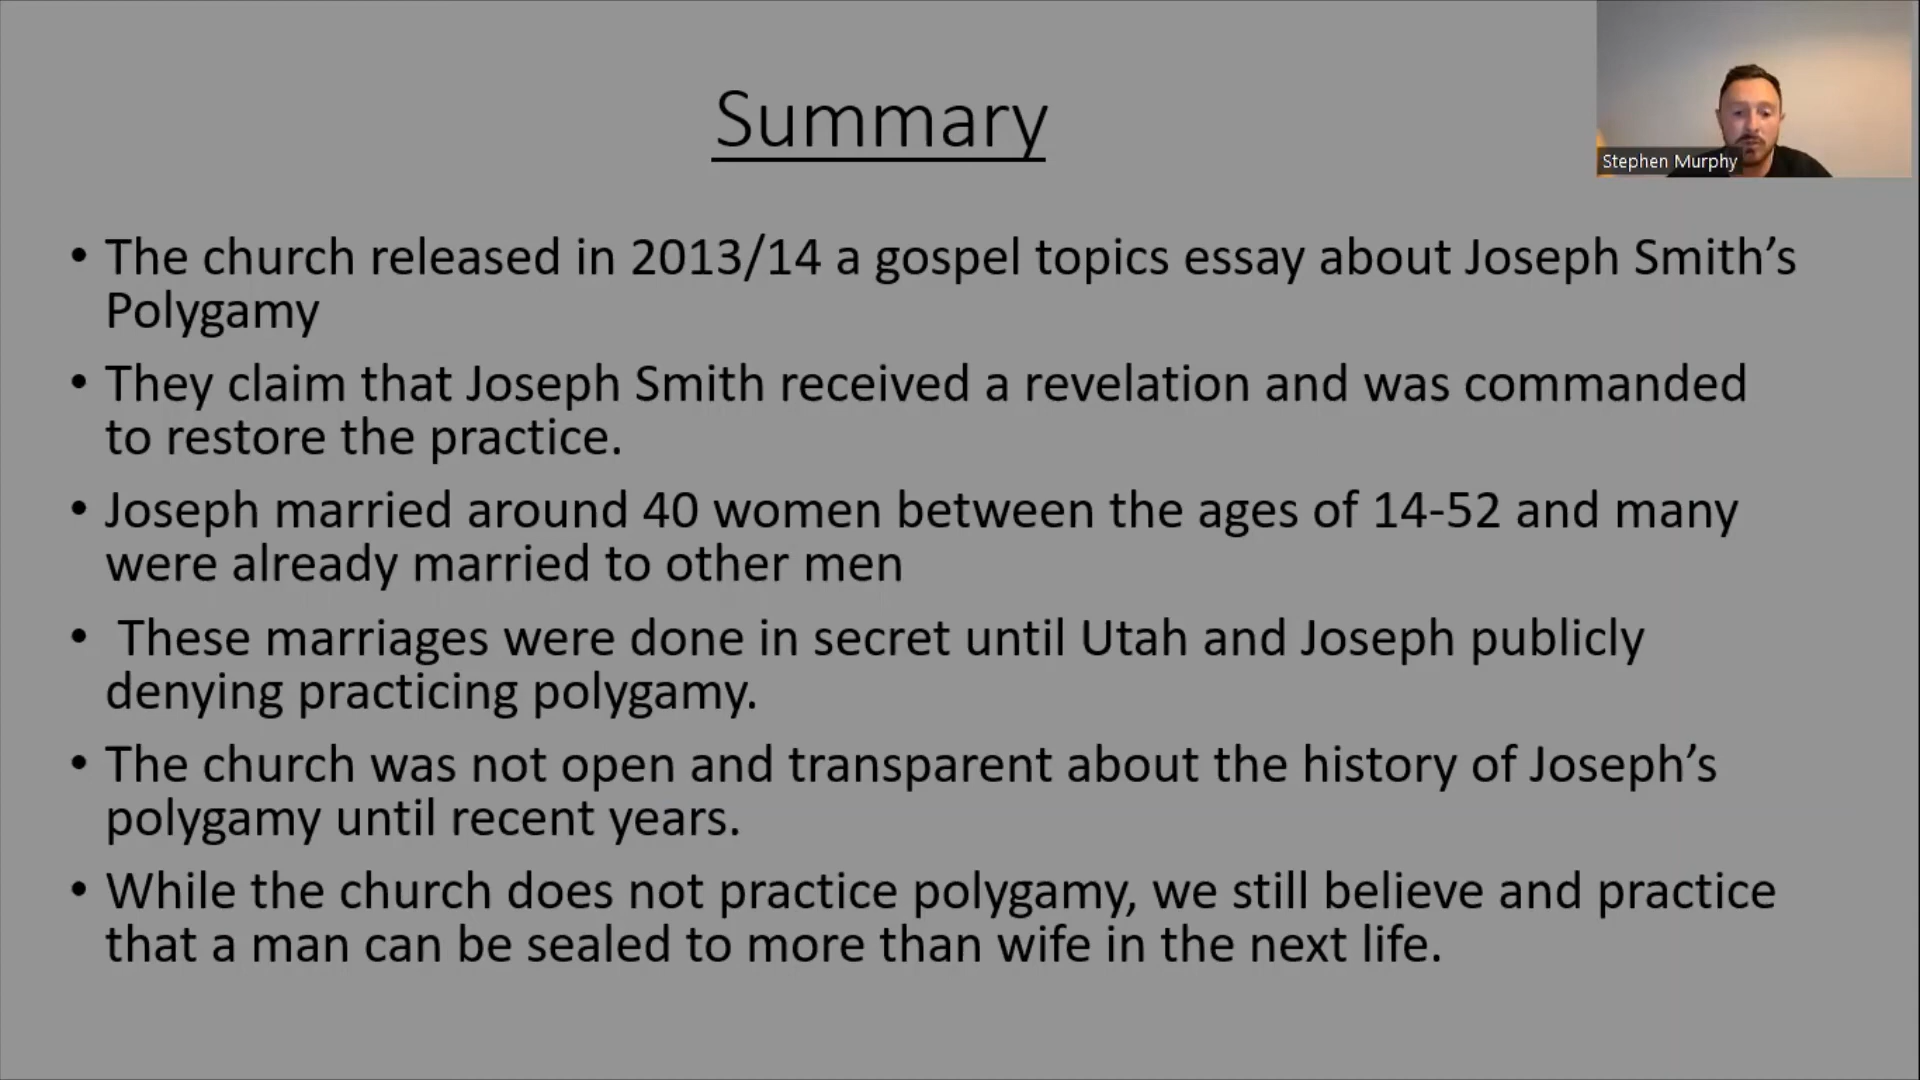 Summary
Stephen Murphy
• The church released in 2013/14 a gospel topics essay about Joseph Smith’s
Polygamy
• They claim that Joseph Smith received a revelation and was commanded
to restore the practice.
• Joseph married around 40 women between the ages of 14-52 and many
were already married to other men
• These marriages were done in secret until Utah and Joseph publicly
denying practicing polygamy.
• The church was not open and transparent about the history of Joseph’s
polygamy until recent years.
• While the church does not practice polygamy, we still believe and practice
that a man can be sealed to more than wife in the next life.